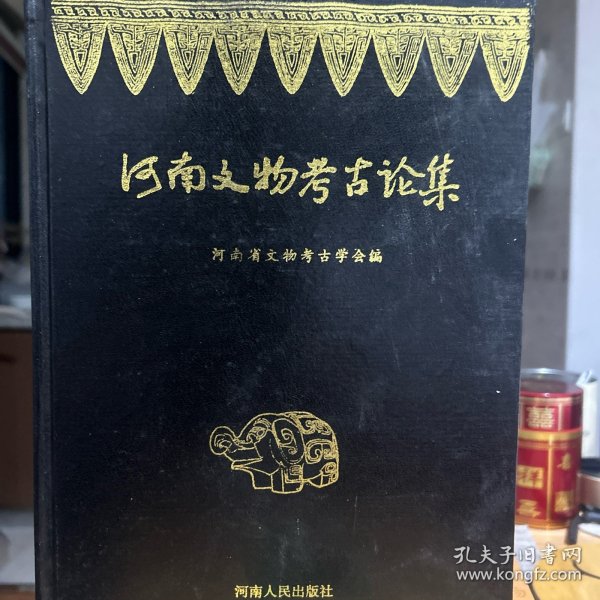 河南文物考古论集
河南省文物考古学会编
河南人民出版社
囍
孔夫子旧书网
www.kongfz.com